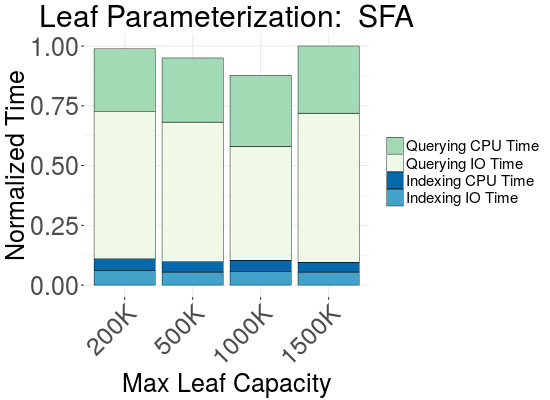 Leaf Parameterization:  SFA
Normalized Time
1.00
0.75
0.50
0.25
0.00
200K
500K
1000K
1500K
Max Leaf Capacity
Querying CPU Time
Querying IO Time
Indexing CPU Time
Indexing IO Time